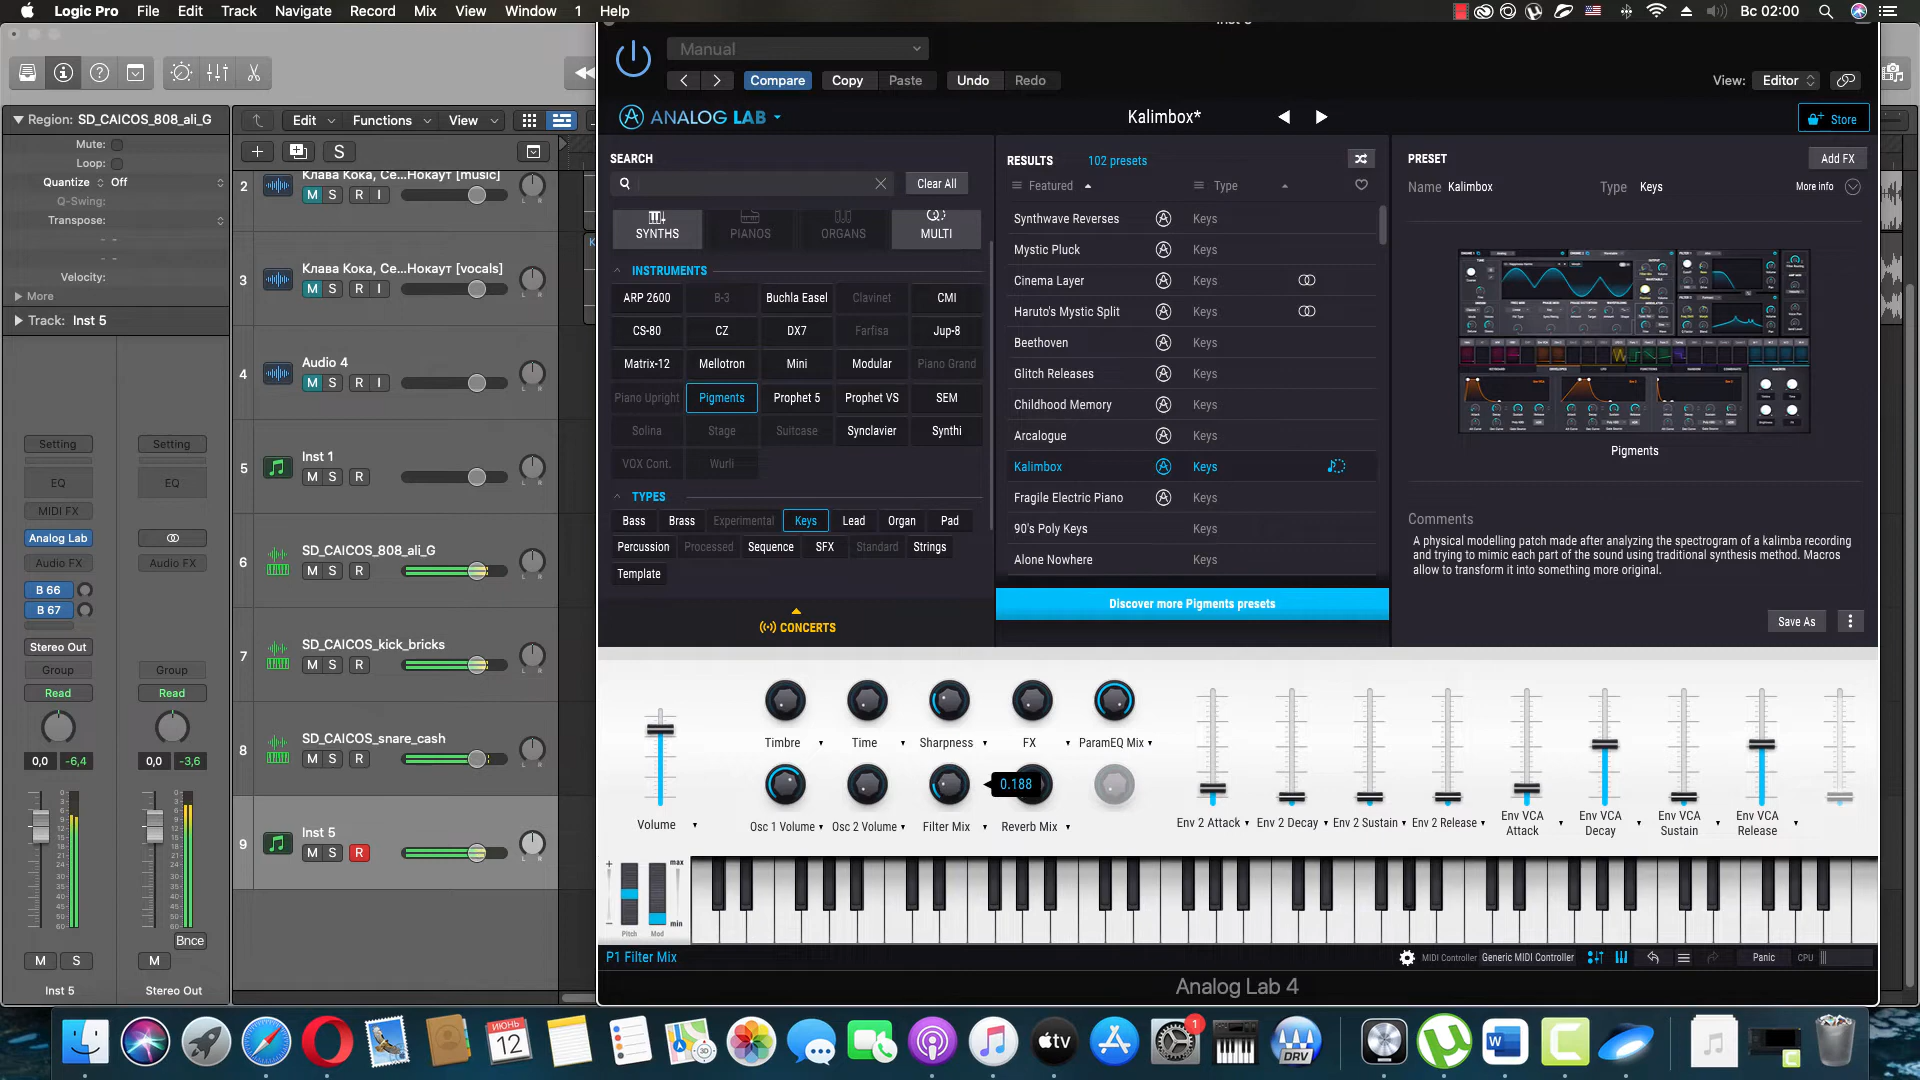 Logic Pro File Edit Track Navigate Record Mix View Window 1 Help
Вс 02:00
Manual
Compare Copy Paste Undo Redo
View: Editor
Region: SD_CAICOS_808_ali_G
Mute:
Loop:
Quantize Off
Q-Swing:
Transpose:
Velocity:
More
Track: Inst 5
Edit Functions View
S
2 Клава Кока, Се...Нокаут [music]
M S R I
3 Клава Кока, Се...Нокаут [vocals]
M S R I
4 Audio 4
M S R I
5 Inst 1
M S R
6 SD_CAICOS_808_ali_G
M S R
7 SD_CAICOS_kick_bricks
M S R
8 SD_CAICOS_snare_cash
M S R
9 Inst 5
M S R
Setting Setting
EQ EQ
MIDI FX
Analog Lab
Audio FX Audio FX
B 66
B 67
Stereo Out
Group Group
Read Read
0,0 -6,4 0,0 -3,6
Bnce
M S M
Inst 5 Stereo Out
ANALOG LAB
Kalimbox*
Store
SEARCH
Clear All
SYNTHS PIANOS ORGANS MULTI
INSTRUMENTS
ARP 2600 B-3 Buchla Easel Clavinet CMI
CS-80 CZ DX7 Farfisa Jup-8
Matrix-12 Mellotron Mini Modular Piano Grand
Piano Upright Pigments Prophet 5 Prophet VS SEM
Solina Stage Suitcase Synclavier Synthi
VOX Cont. Wurli
TYPES
Bass Brass Experimental Keys Lead Organ Pad
Percussion Processed Sequence SFX Standard Strings
Template
CONCERTS
RESULTS 102 presets
Featured Type
Synthwave Reverses Keys
Mystic Pluck Keys
Cinema Layer Keys
Haruto's Mystic Split Keys
Beethoven Keys
Glitch Releases Keys
Childhood Memory Keys
Arcalogue Keys
Kalimbox Keys
Fragile Electric Piano Keys
90's Poly Keys Keys
Alone Nowhere Keys
Discover more Pigments presets
PRESET
Add FX
Name Kalimbox Type Keys More info
Pigments
Comments
A physical modelling patch made after analyzing the spectrogram of a kalimba recording
and trying to mimic each part of the sound using traditional synthesis method. Macros
allow to transform it into something more original.
Save As
Volume
Timbre Time Sharpness FX ParamEQ Mix
0.188
Osc 1 Volume Osc 2 Volume Filter Mix Reverb Mix
Env 2 Attack Env 2 Decay Env 2 Sustain Env 2 Release Env VCA Attack Env VCA Decay Env VCA Sustain Env VCA Release
max
min
Pitch Mod
P1 Filter Mix
MIDI Controller Generic MIDI Controller
Panic CPU
Analog Lab 4
ИЮНЬ
12
tv
1
DRV